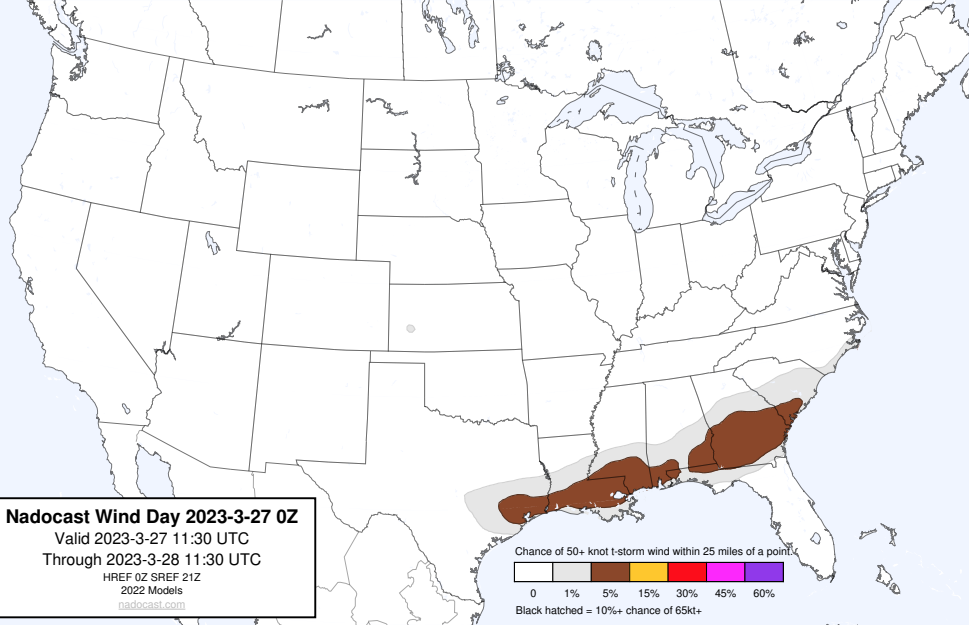 Nadocast Wind Day 2023-3-27 0Z
Valid 2023-3-27 11:30 UTC
Through 2023-3-28 11:30 UTC
HREF 0Z SREF 21Z
2022 Models
nadocast.com
Chance of 50+ knot t-storm wind within 25 miles of a point.
0 1% 5% 15% 30% 45% 60%
Black hatched = 10%+ chance of 65kt+